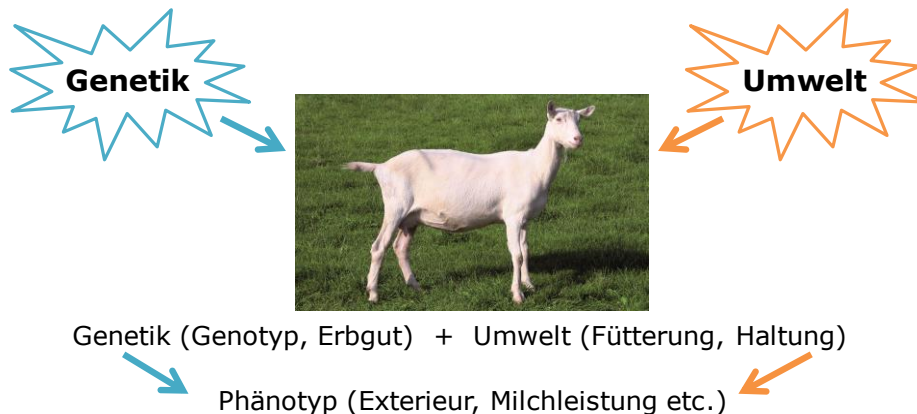 Genetik
Umwelt
Genetik (Genotyp, Erbgut) + Umwelt (Fütterung, Haltung)
Phänotyp (Exterieur, Milchleistung etc.)